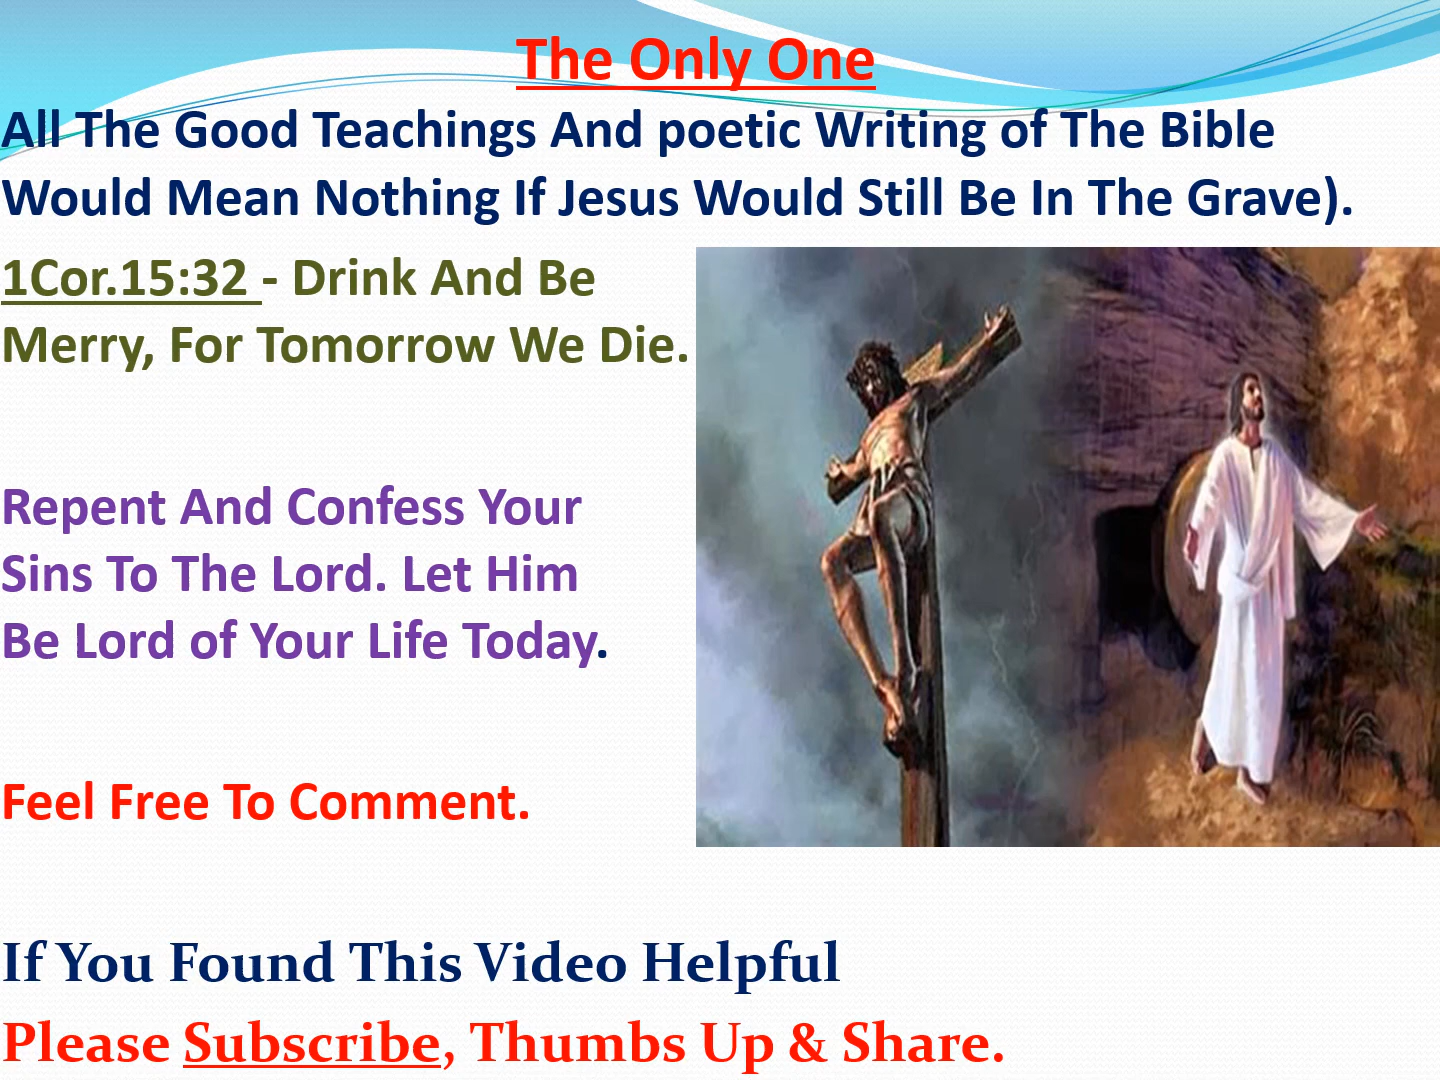 The Only One
All The Good Teachings And poetic Writing of The Bible
Would Mean Nothing If Jesus Would Still Be In The Grave).
1Cor.15:32 - Drink And Be
Merry, For Tomorrow We Die.
Repent And Confess Your
Sins To The Lord. Let Him
Be Lord of Your Life Today.
Feel Free To Comment.
If You Found This Video Helpful
Please Subscribe, Thumbs Up & Share.